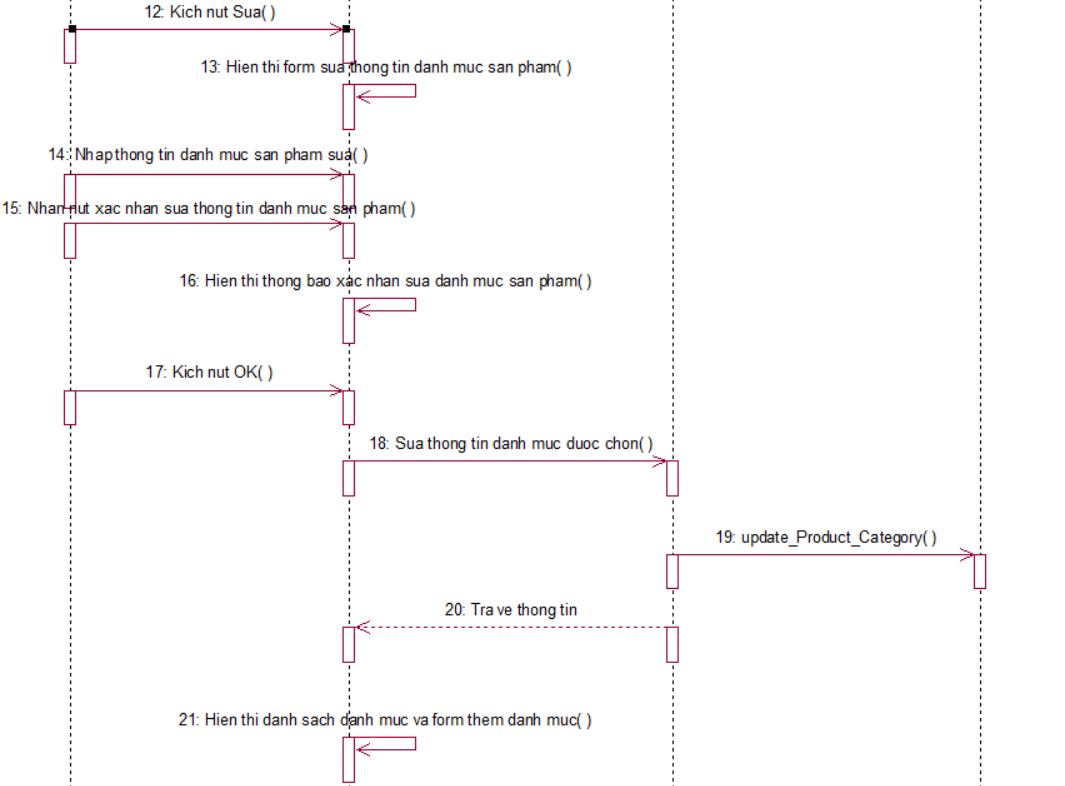 12: Kich nut Sua( )
13: Hien thi form sua thong tin danh muc san pham( )
14: Nhap thong tin danh muc san pham sua( )
15: Nhan nut xac nhan sua thong tin danh muc san pham( )
16: Hien thi thong bao xac nhan sua danh muc san pham( )
17: Kich nut OK( )
18: Sua thong tin danh muc duoc chon( )
19: update_Product_Category( )
20: Tra ve thong tin
21: Hien thi danh sach danh muc va form them danh muc( )